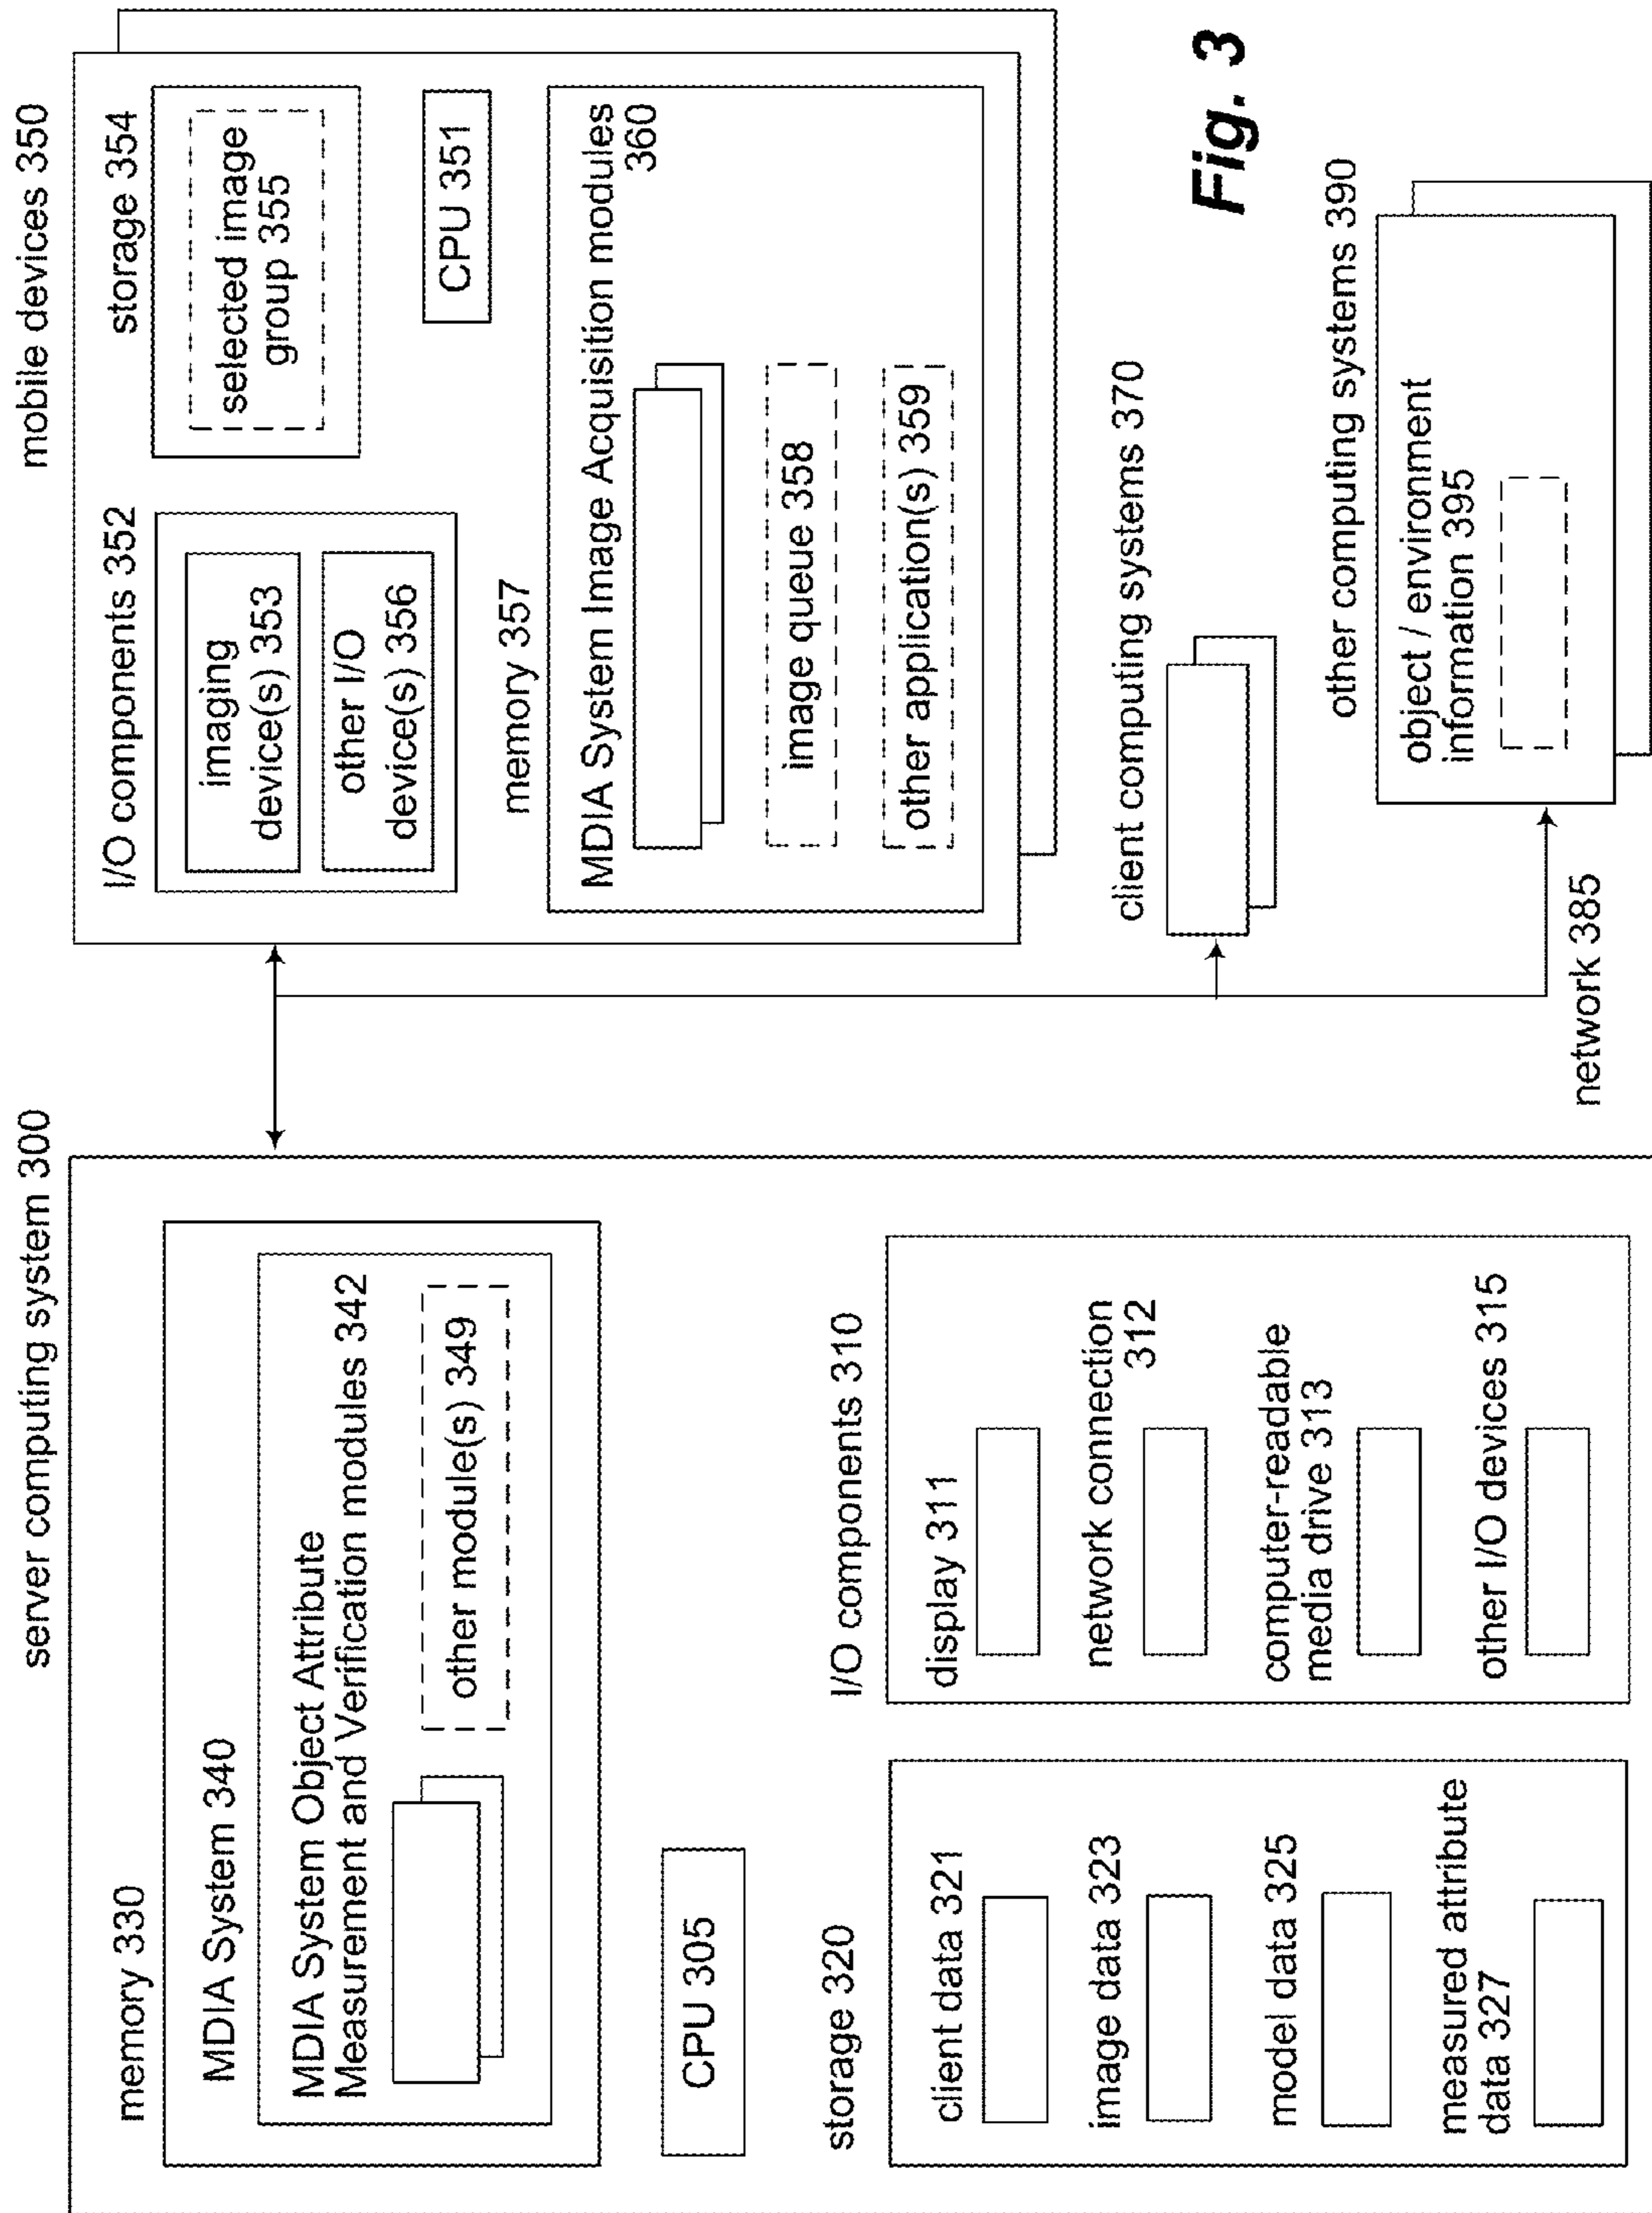 server computing system 300
memory 330
MDIA System 340
MDIA System Object Attribute
Measurement and Verification modules 342
other module(s) 349
CPU 305
storage 320
client data 321
image data 323
model data 325
measured attribute
data 327
I/O components 310
display 311
network connection
312
computer-readable
media drive 313
other I/O devices 315
mobile devices 350
I/O components 352
imaging
device(s) 353
other I/O
device(s) 356
storage 354
selected image
group 355
CPU 351
memory 357
MDIA System Image Acquisition modules
360
image queue 358
other application(s) 359
client computing systems 370
other computing systems 390
object / environment
information 395
network 385
Fig. 3